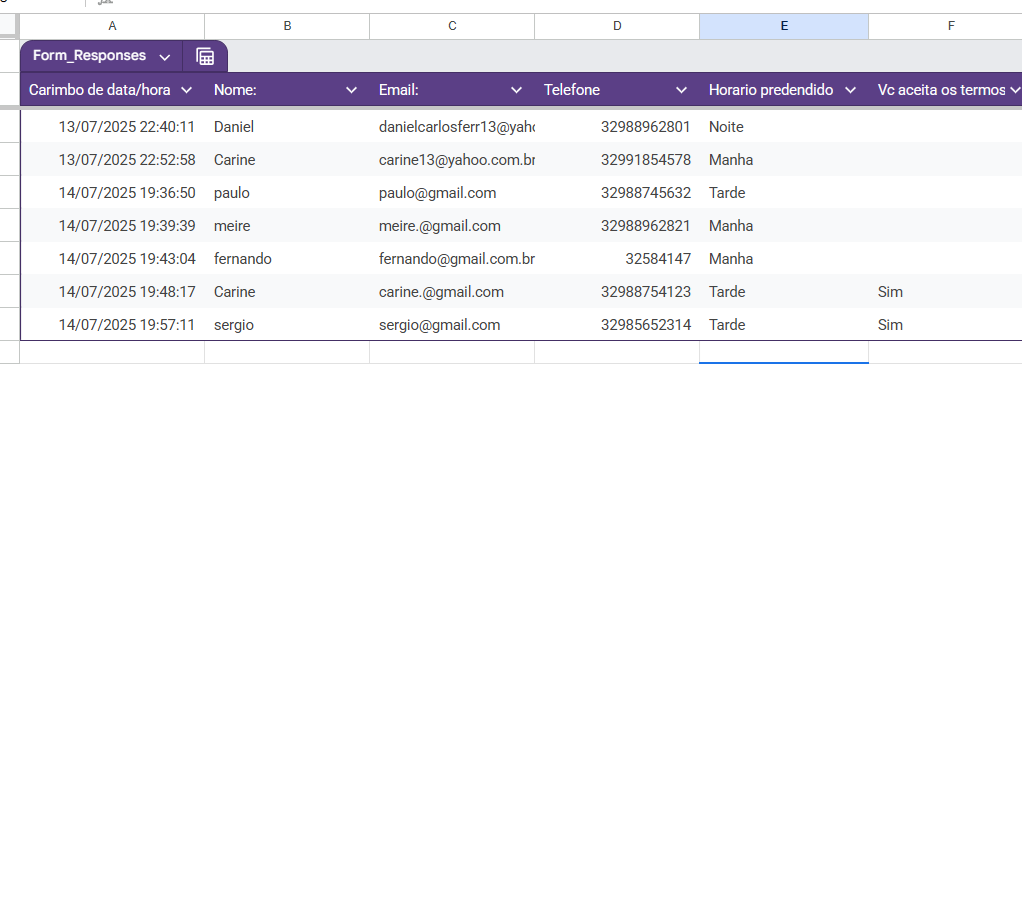 A B C D E F
Form_Responses
Carimbo de data/hora Nome: Email: Telefone Horario predendido Vc aceita os termos
13/07/2025 22:40:11 Daniel danielcarlosferr13@yaho 32988962801 Noite
13/07/2025 22:52:58 Carine carine13@yahoo.com.br 32991854578 Manha
14/07/2025 19:36:50 paulo paulo@gmail.com 32988745632 Tarde
14/07/2025 19:39:39 meire meire.@gmail.com 32988962821 Manha
14/07/2025 19:43:04 fernando fernando@gmail.com.br 32584147 Manha
14/07/2025 19:48:17 Carine carine.@gmail.com 32988754123 Tarde Sim
14/07/2025 19:57:11 sergio sergio@gmail.com 32985652314 Tarde Sim